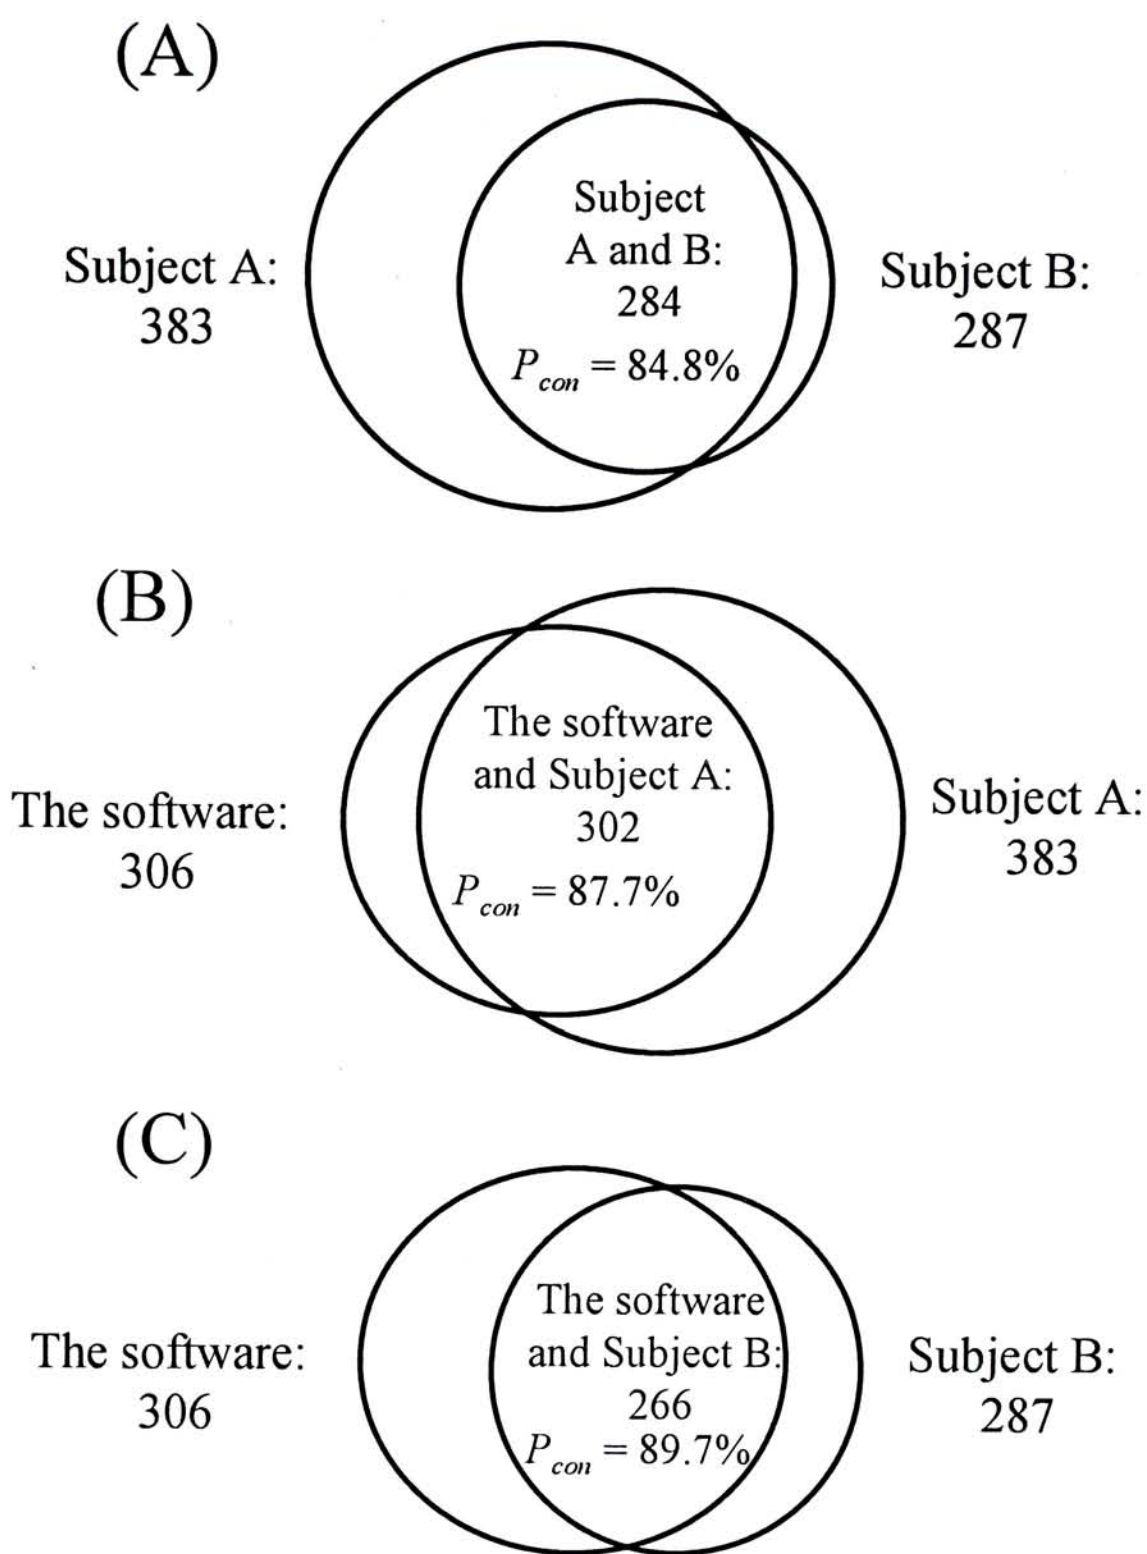 (A)
Subject A:
383
Subject
A and B:
284
P_con = 84.8%
Subject B:
287
(B)
The software:
306
The software
and Subject A:
302
P_con = 87.7%
Subject A:
383
(C)
The software:
306
The software
and Subject B:
266
P_con = 89.7%
Subject B:
287